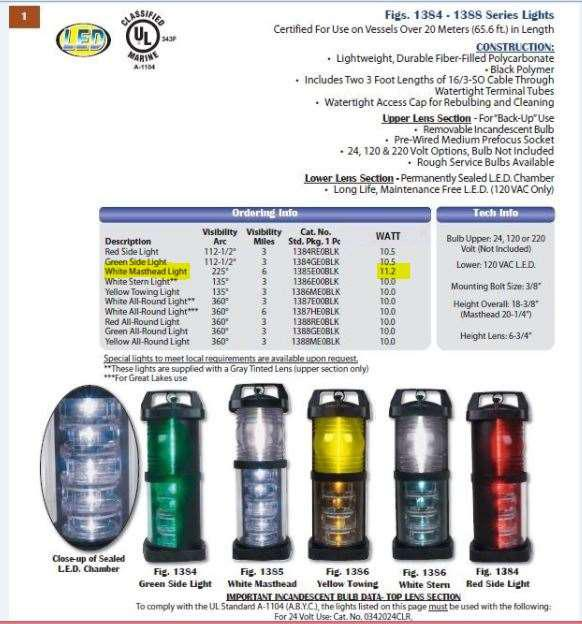 1
LED
CLASSIFIED
UL
343F
MARINE
A-1104
Figs. 1384 - 1388 Series Lights
Certified For Use on Vessels Over 20 Meters (65.6 ft.) in Length
CONSTRUCTION:
• Lightweight, Durable Fiber-Filled Polycarbonate
• Black Polymer
• Includes Two 3 Foot Lengths of 16/3-SO Cable Through
Watertight Terminal Tubes
• Watertight Access Cap for Rebulbing and Cleaning
Upper Lens Section - For "Back-Up" Use
• Removable Incandescent Bulb
• Pre-Wired Medium Prefocus Socket
• 24, 120 & 220 Volt Options, Bulb Not Included
• Rough Service Bulbs Available
Lower Lens Section - Permanently Sealed L.E.D. Chamber
• Long Life, Maintenance Free L.E.D. (120 VAC Only)
Ordering Info
Description Visibility Arc Visibility Miles Cat. No. Std. Pkg. 1 Pc WATT
Red Side Light 112-1/2° 3 1384RE0BLK 10.5
Green Side Light 112-1/2° 3 1384GE0BLK 10.5
White Masthead Light 225° 6 1385E00BLK 11.2
White Stern Light** 135° 3 1386E00BLK 10.0
Yellow Towing Light 135° 3 1386ME0BLK 10.0
White All-Round Light** 360° 3 1387E00BLK 10.0
White All-Round Light*** 360° 6 1387HE0BLK 10.0
Red All-Round Light 360° 3 1388RE0BLK 10.0
Green All-Round Light 360° 3 1388GE0BLK 10.0
Yellow All-Round Light 360° 3 1388ME0BLK 10.0
Tech Info
Bulb Upper: 24, 120 or 220
Volt (Not Included)
Lower: 120 VAC L.E.D.
Mounting Bolt Size: 3/8"
Height Overall: 18-3/8"
(Masthead 20-1/4")
Height Lens: 6-3/4"
Special lights to meet local requirements are available upon request.
**These lights are supplied with a Gray Tinted Lens (upper section only)
***For Great Lakes use
Close-up of Sealed
L.E.D. Chamber
Fig. 1384
Green Side Light
Fig. 1385
White Masthead
Fig. 1386
Yellow Towing
Fig. 1386
White Stern
Fig. 1384
Red Side Light
IMPORTANT INCANDESCENT BULB DATA- TOP LENS SECTION
To comply with the UL Standard A-1104 (A.B.Y.C.), the lights listed on this page must be used with the following:
For 24 Volt Use: Cat. No. 0342024CLR,